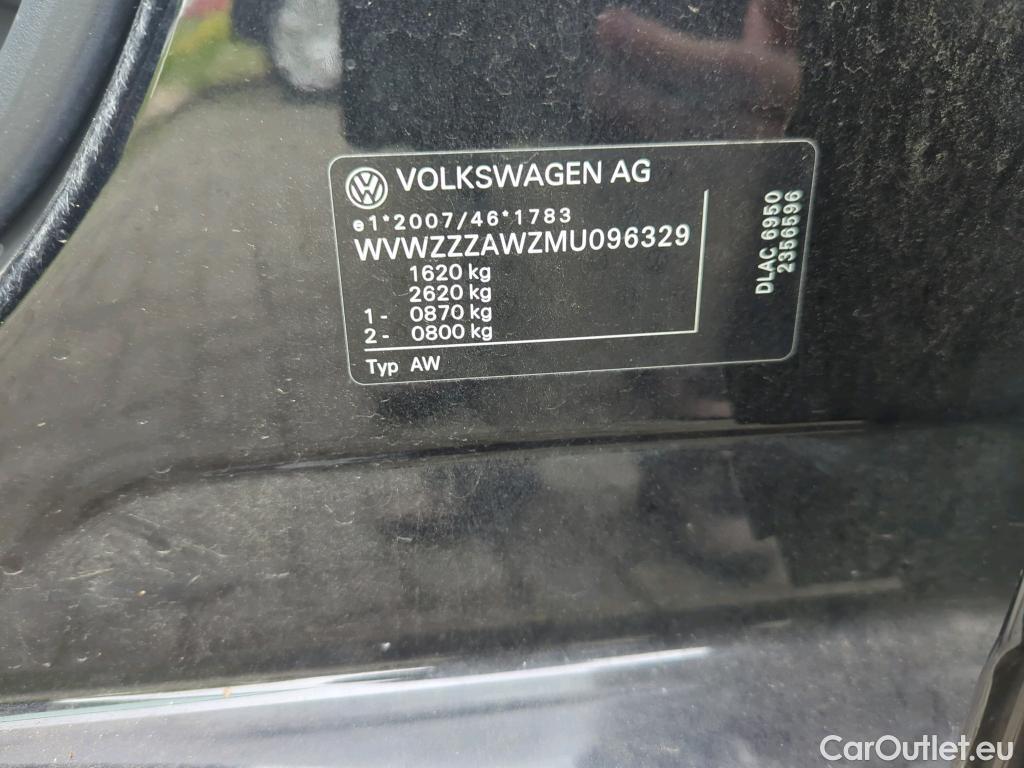 VOLKSWAGEN AG
e1*2007/46*1783
WVWZZZAWZMU096329
1620 kg
2620 kg
1- 0870 kg
2- 0800 kg
Typ AW
DLAC 6950
2356596
CarOutlet.eu